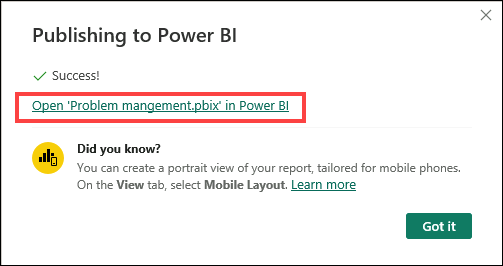 Publishing to Power BI
Success!
Open 'Problem mangement.pbix' in Power BI
Did you know?
You can create a portrait view of your report, tailored for mobile phones.
On the View tab, select Mobile Layout. Learn more
Got it